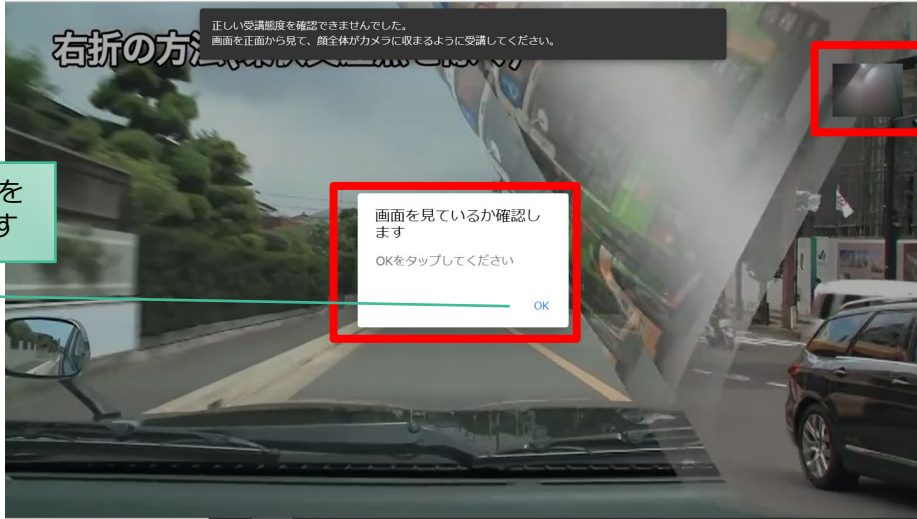 正しい受講態度を確認できませんでした。
画面を正面から見て、顔全体がカメラに収まるように受講してください。
右折の方法
を
す
画面を見ているか確認し
ます
OKをタップしてください
OK